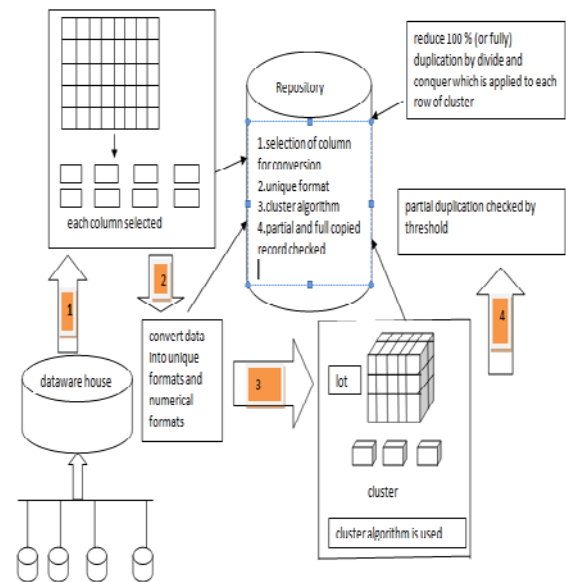 reduce 100 % (or fully)
duplication by divide and
conquer which is applied to each
row of cluster
Repository
1.selection of column
for conversion
2.unique format
3.cluster algorithm
4.partial and full copied
record checked
each column selected
partial duplication checked by
threshold
1
2
convert data
Into unique
formats and
numerical
formats
3
4
dataware house
lot
cluster
cluster algorithm is used